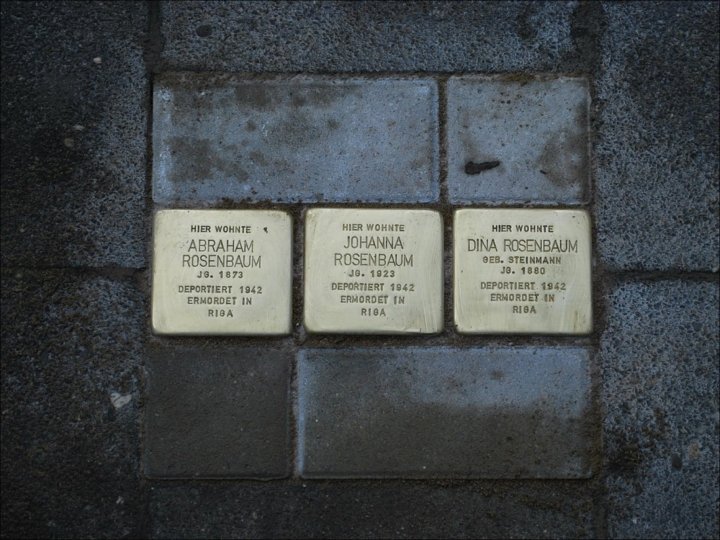 HIER WOHNTE
ABRAHAM
ROSENBAUM
JG. 1873
DEPORTIERT 1942
ERMORDET IN
RIGA
HIER WOHNTE
JOHANNA
ROSENBAUM
JG. 1923
DEPORTIERT 1942
ERMORDET IN
RIGA
HIER WOHNTE
DINA ROSENBAUM
GEB. STEINMANN
JG. 1880
DEPORTIERT 1942
ERMORDET IN
RIGA